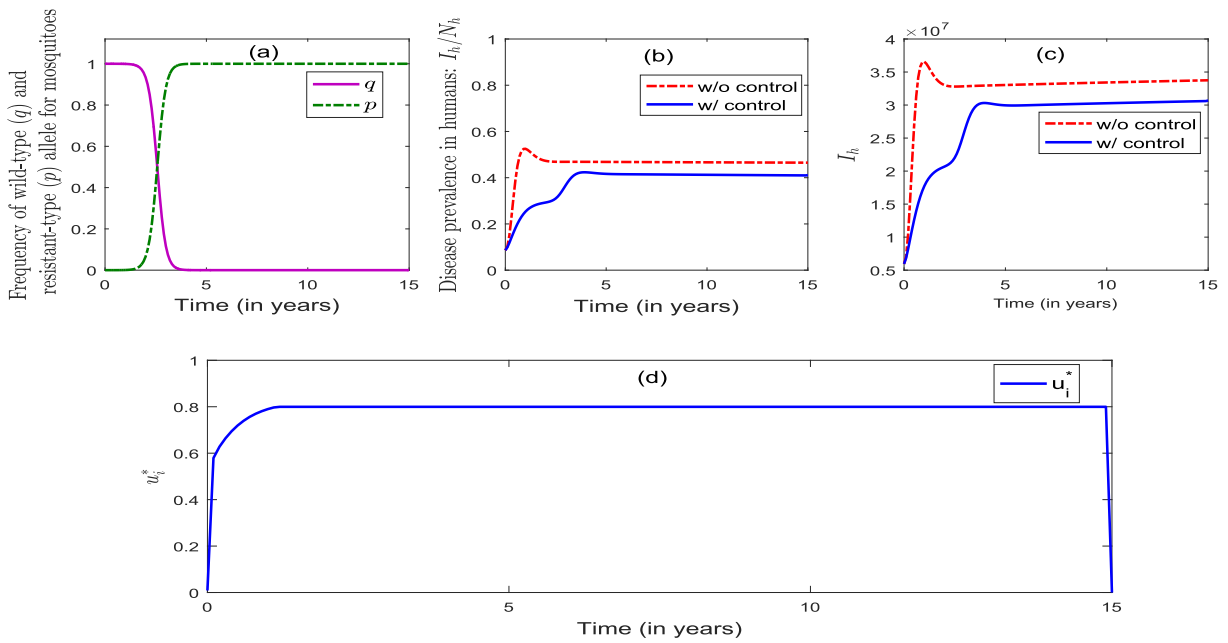 Frequency of wild-type (q) and
resistant-type (p) allele for mosquitoes
(a)
q
p
1
0.8
0.6
0.4
0.2
0
0 5 10 15
Time (in years)
Disease prevalence in humans: I_h/N_h
(b)
w/o control
w/ control
1
0.8
0.6
0.4
0.2
0
0 5 10 15
Time (in years)
I_h
× 10^7
(c)
w/o control
w/ control
4
3.5
3
2.5
2
1.5
1
0.5
0 5 10 15
Time (in years)
u_i^*
(d)
u_i^*
1
0.8
0.6
0.4
0.2
0
0 5 10 15
Time (in years)